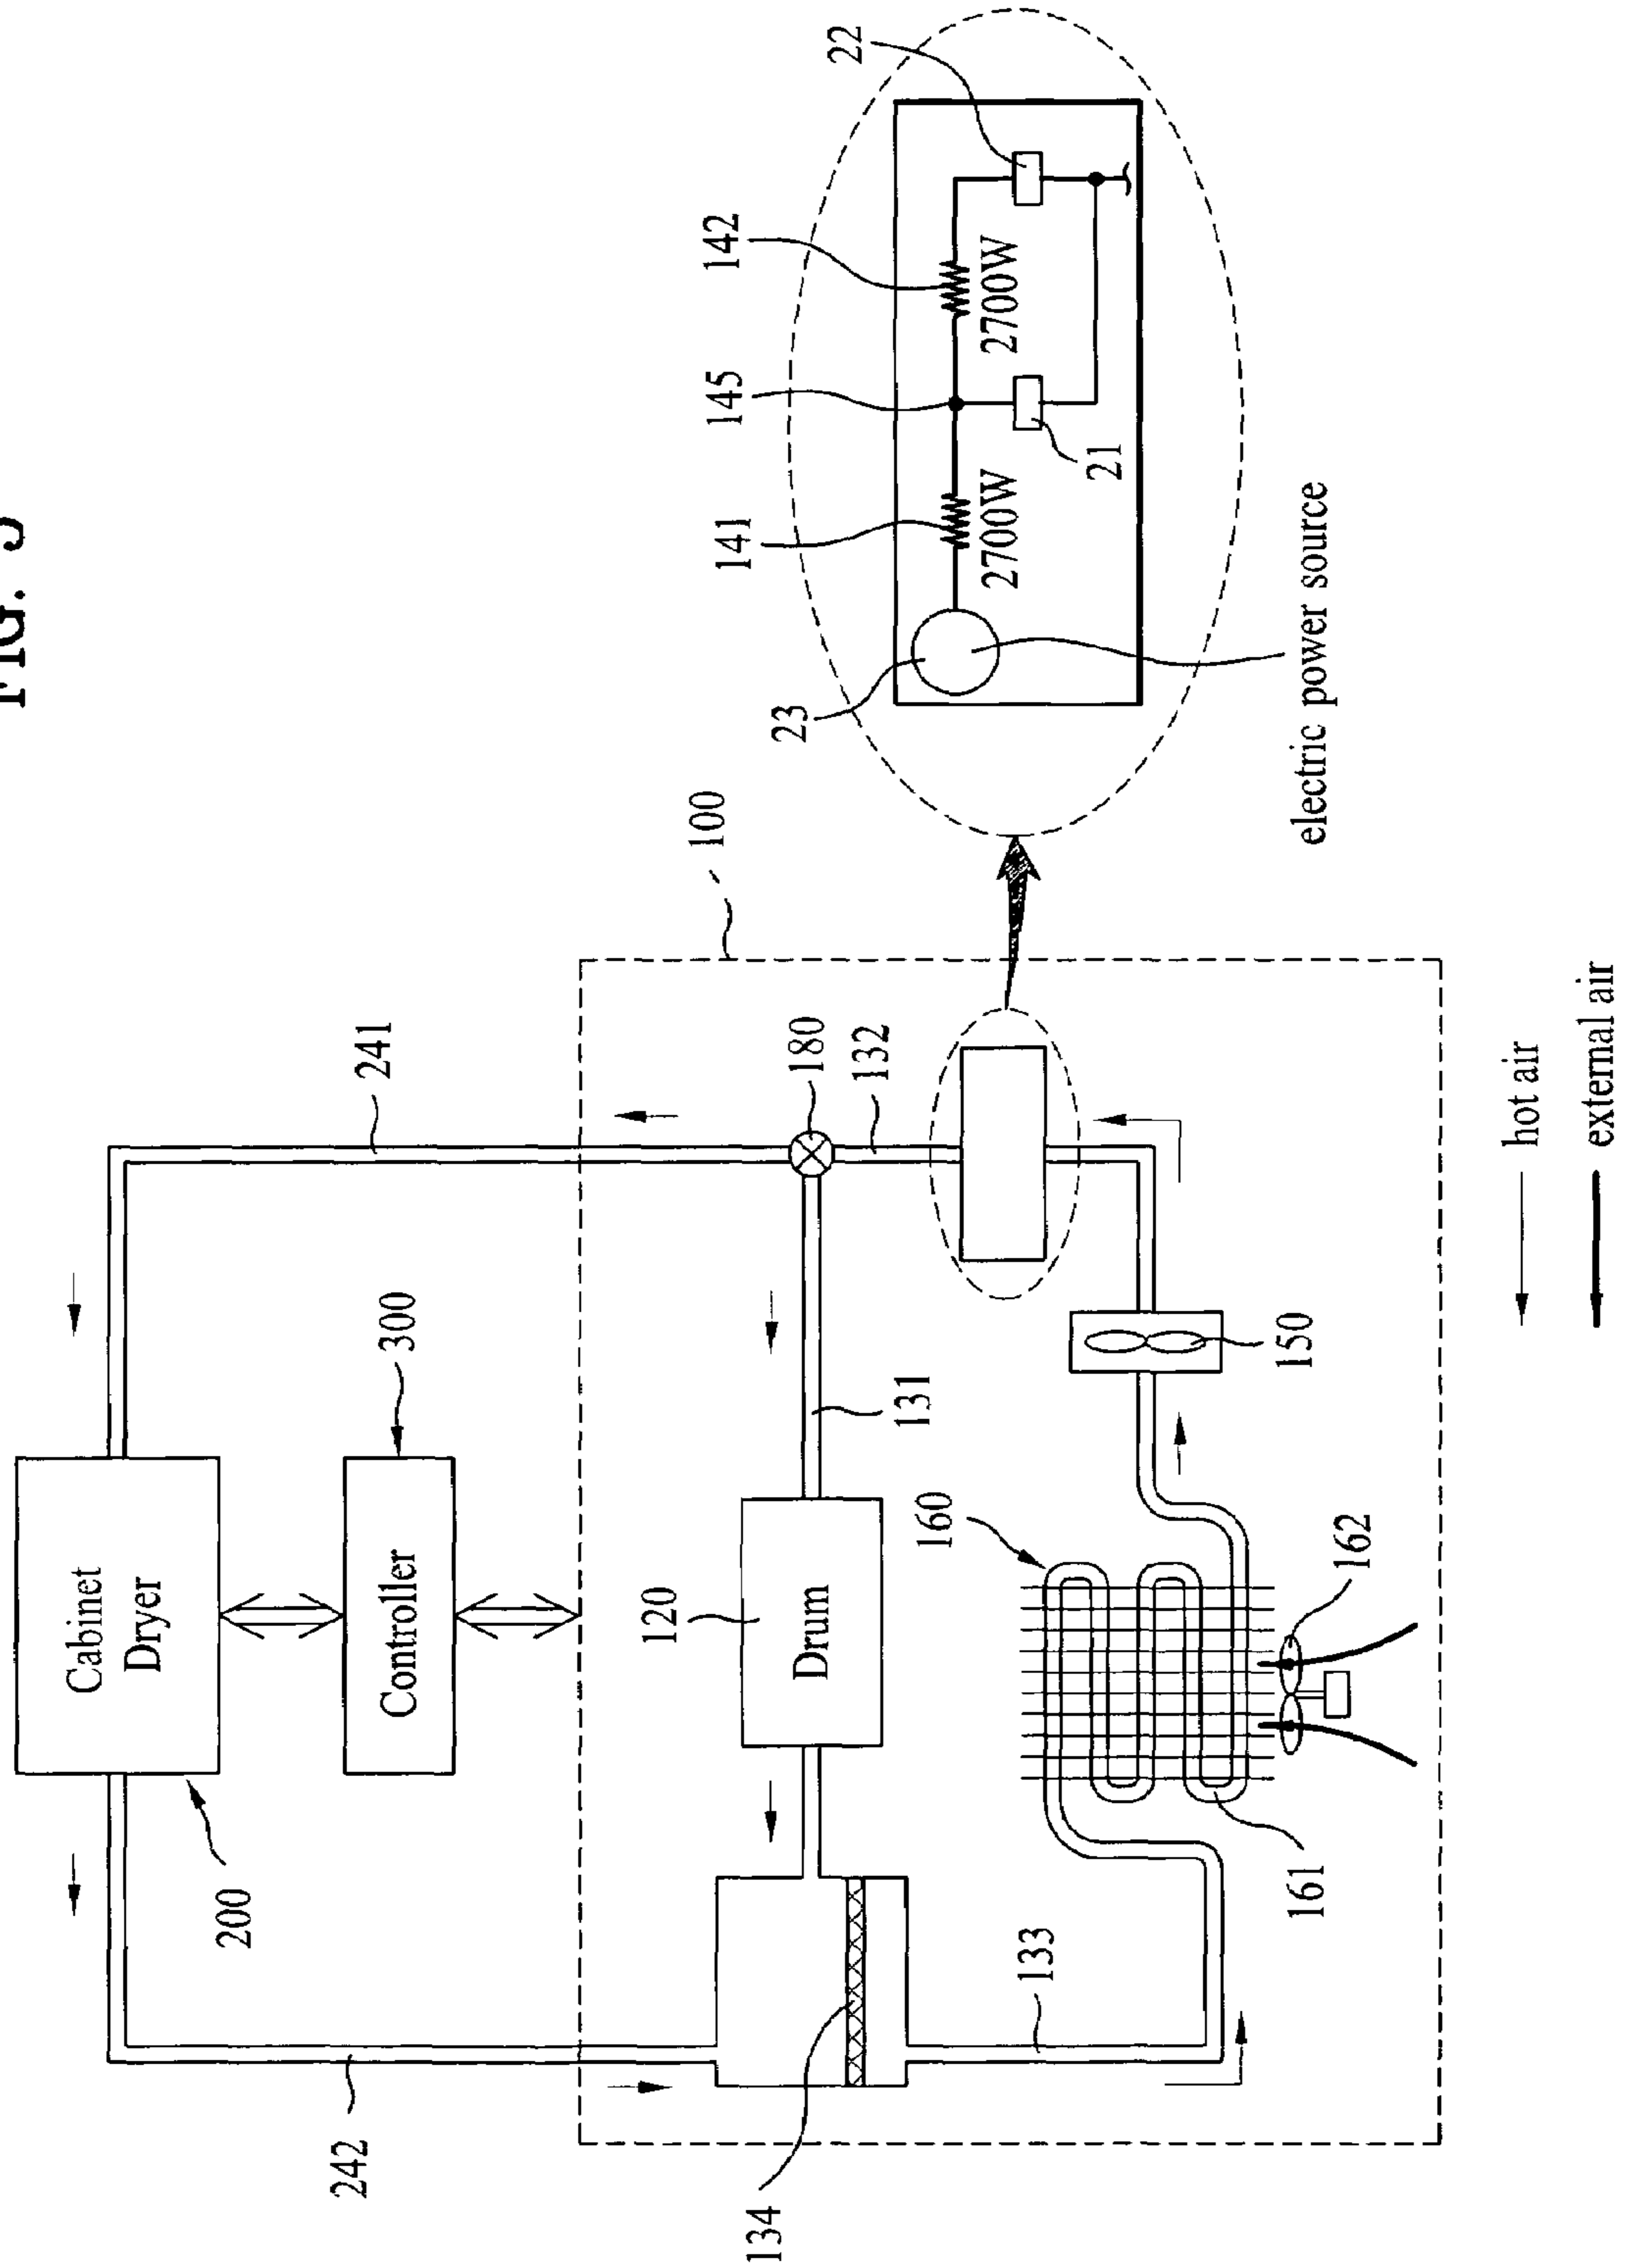 FIG.
Cabinet
Dryer
200
242
241
300
Controller
100
120
Drum
134
131
180
132
141
145
142
22
23
2700W
2700W
21
160
133
150
161
162
electric power source
hot air
external air